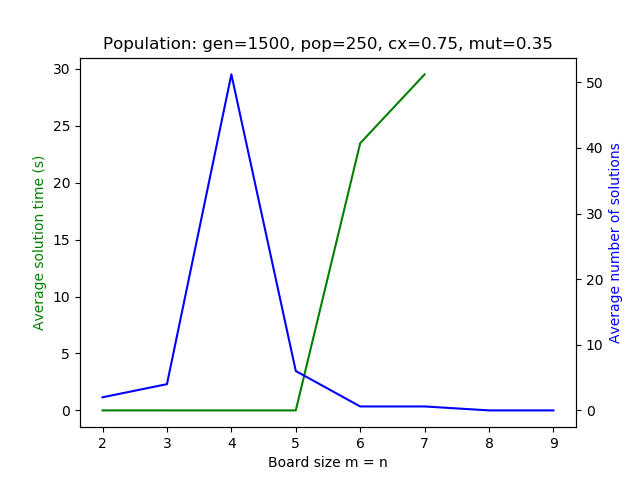 Population: gen=1500, pop=250, cx=0.75, mut=0.35
30
25
20
15
10
5
0
Average solution time (s)
50
40
30
20
10
0
Average number of solutions
2 3 4 5 6 7 8 9
Board size m = n